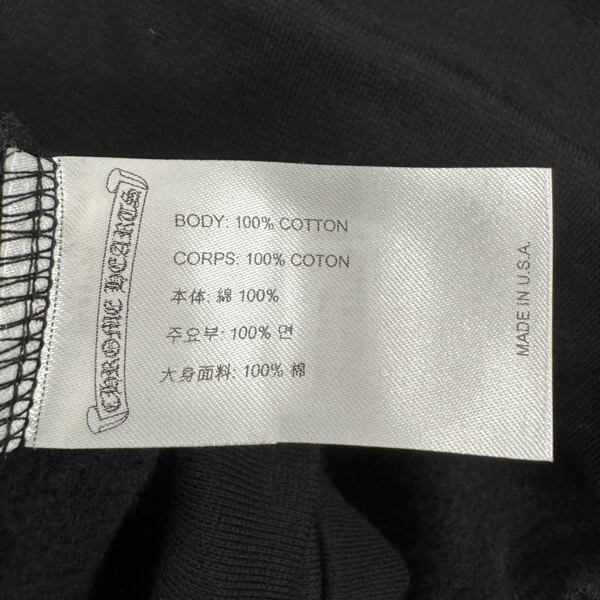 CHROME HEARTS
BODY: 100% COTTON
CORPS: 100% COTON
本体: 綿 100%
주요부: 100% 면
大身面料: 100% 棉
MADE IN U.S.A.